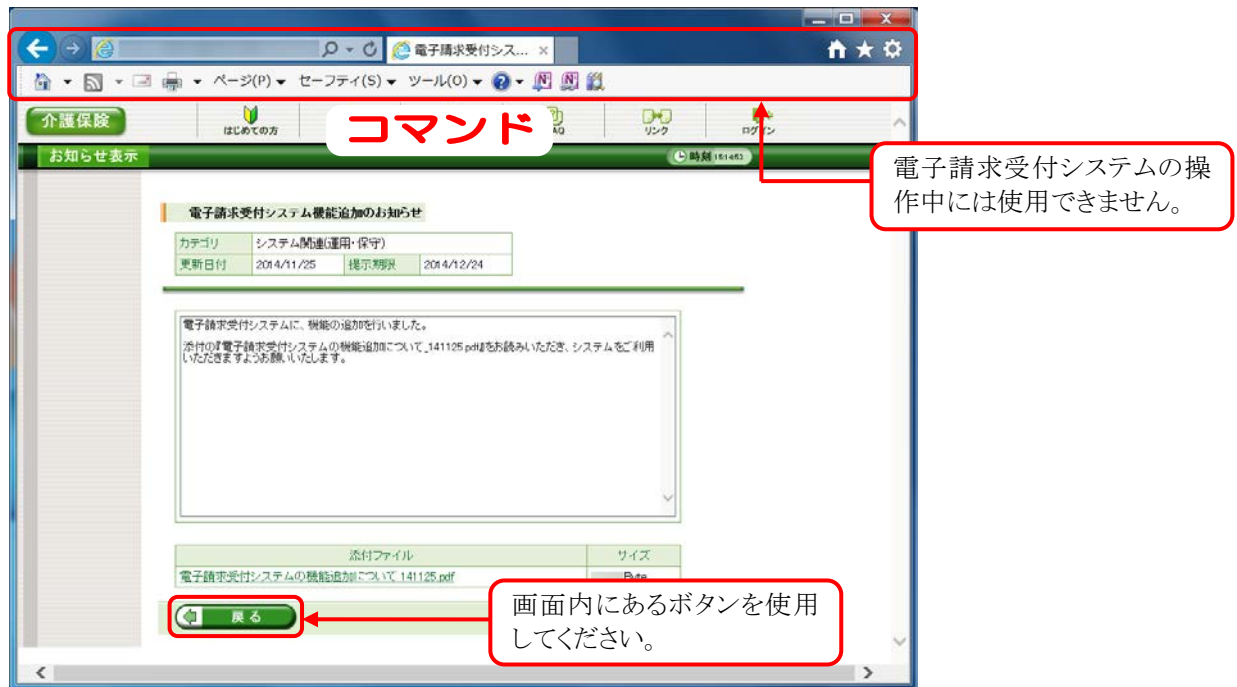 電子請求受付シス... ×
ページ(P) セーフティ(S) ツール(O)
介護保険
はじめての方
コマンド
リンク
ログイン
お知らせ表示
時刻
電子請求受付システムの操
作中には使用できません。
電子請求受付システム機能追加のお知らせ
カテゴリ システム関連(運用・保守)
更新日付 2014/11/25 掲示期限 2014/12/24
電子請求受付システムに、機能の追加を行いました。
添付の『電子請求受付システムの機能追加について_141125.pdf』をお読みいただき、システムをご利用
いただきますようお願いいたします。
添付ファイル サイズ
電子請求受付システムの機能追加について_141125.pdf Byte
戻る
画面内にあるボタンを使用
してください。